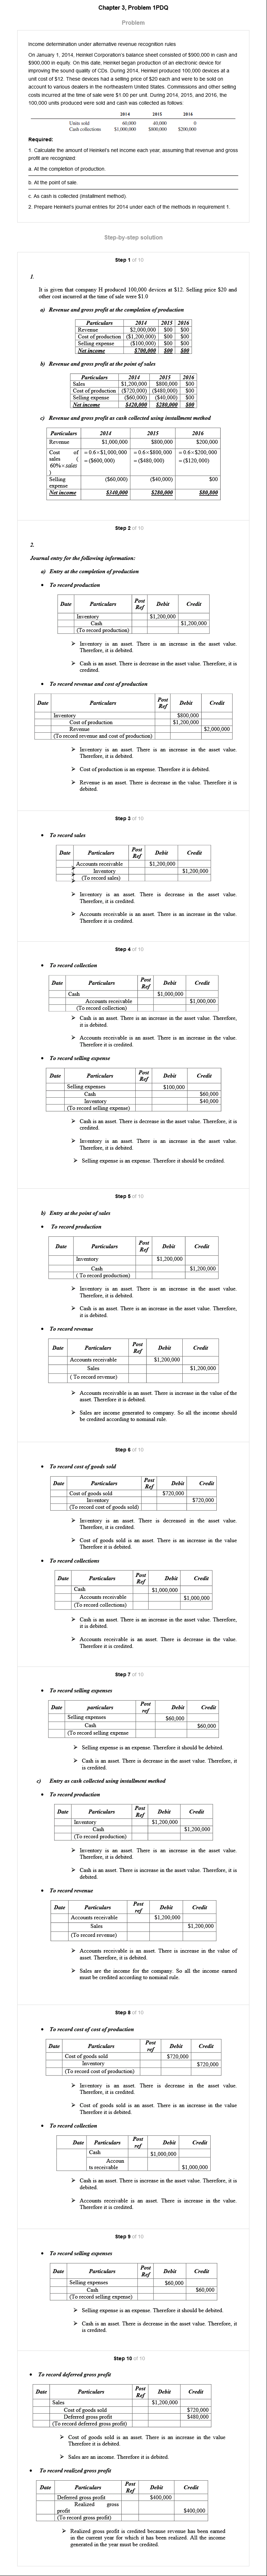 Chapter 3, Problem 1PDQ
Problem
Income determination under alternative revenue recognition rules
On January 1, 2014, Heinkel Corporation's balance sheet consisted of $900,000 in cash and
$900,000 in equity. On this date, Heinkel began production of an electronic device for
improving the sound quality of CDs. During 2014, Heinkel produced 100,000 devices at a
unit cost of $12. These devices had a selling price of $20 each and were to be sold on
account to various dealers in the northeastern United States. Commissions and other selling
costs incurred at the time of sale were $1.00 per unit. During 2014, 2015, and 2016, the
100,000 units produced were sold and cash was collected as follows:
2014 2015 2016
Units sold 60,000 40,000 0
Cash collections $1,000,000 $800,000 $200,000
Required:
1. Calculate the amount of Heinkel's net income each year, assuming that revenue and gross
profit are recognized
a. At the completion of production.
b. At the point of sale.
c. As cash is collected (installment method).
2. Prepare Heinkel's journal entries for 2014 under each of the methods in requirement 1.
Step-by-step solution
Step 1 of 10
1.
It is given that company H produced 100,000 devices at $12. Selling price $20 and
other cost incurred at the time of sale were $1.0
a) Revenue and gross profit at the completion of production
Particulars 2014 2015 2016
Revenue $2,000,000 $00 $00
Cost of production ($1,200,000) $00 $00
Selling expense ($100,000) $00 $00
Net income $700,000 $00 $00
b) Revenue and gross profit at the point of sales
Particulars 2014 2015 2016
Sales $1,200,000 $800,000 $00
Cost of production ($720,000) ($480,000) $00
Selling expense ($60,000) ($40,000) $00
Net income $420,000 $280,000 $00
c) Revenue and gross profit as cash collected using installment method
Particulars 2014 2015 2016
Revenue $1,000,000 $800,000 $200,000
Cost of = 0.6×$1,000,000 = 0.6×$800,000 = 0.6×$200,000
sales ( = ($600,000) = ($480,000) = ($120,000)
60%×sales
)
Selling ($60,000) ($40,000) $00
expense
Net income $340,000 $280,000 $80,000
Step 2 of 10
2.
Journal entry for the following information:
a) Entry at the completion of production
• To record production
Date Particulars Post Ref Debit Credit
Inventory $1,200,000
Cash $1,200,000
(To record production)
➢ Inventory is an asset. There is an increase in the asset value.
Therefore, it is debited.
➢ Cash is an asset. There is decrease in the asset value. Therefore, it is
credited.
• To record revenue and cost of production
Date Particulars Post Ref Debit Credit
Inventory $800,000
Cost of production $1,200,000
Revenue $2,000,000
(To record revenue and cost of production)
➢ Inventory is an asset. There is an increase in the asset value.
Therefore, it is debited.
➢ Cost of production is an expense. Therefore it is debited.
➢ Revenue is an asset. There is decrease in the value. Therefore it is
debited.
Step 3 of 10
• To record sales
Date Particulars Post Ref Debit Credit
Accounts receivable $1,200,000
Inventory $1,200,000
(To record sales)
➢ Inventory is an asset. There is decrease in the asset value.
Therefore, it is credited.
➢ Accounts receivable is an asset. There is an increase in the asset value.
Therefore it is credited.
Step 4 of 10
• To record collection
Date Particulars Post Ref Debit Credit
Cash $1,000,000
Accounts receivable $1,000,000
(To record collection)
➢ Cash is an asset. There is an increase in the asset value. Therefore,
it is debited.
➢ Accounts receivable is an asset. There is an increase in the asset value.
Therefore it is credited.
• To record selling expense
Date Particulars Post Ref Debit Credit
Selling expenses $100,000
Cash $60,000
Inventory $40,000
(To record selling expense)
➢ Cash is an asset. There is decrease in the asset value. Therefore, it is
credited.
➢ Inventory is an asset. There is an increase in the asset value.
Therefore, it is debited.
➢ Selling expense is an expense. Therefore it should be credited.
Step 5 of 10
b) Entry at the point of sales
• To record production
Date Particulars Post Ref Debit Credit
Inventory $1,200,000
Cash $1,200,000
( To record production)
➢ Inventory is an asset. There is an increase in the asset value.
Therefore, it is debited.
➢ Cash is an asset. There is an increase in the asset value. Therefore,
it is debited.
• To record revenue
Date Particulars Post Ref Debit Credit
Accounts receivable $1,200,000
Sales $1,200,000
( To record revenue)
➢ Accounts receivable is an asset. There is increase in the value of the
asset. Therefore it is debited.
➢ Sales are income generated to company. So all the income should
be credited according to nominal rule.
Step 6 of 10
• To record cost of goods sold
Date Particulars Post Ref Debit Credit
Cost of goods sold $720,000
Inventory $720,000
(To record cost of goods sold)
➢ Inventory is an asset. There is decreased in the asset value.
Therefore, it is credited.
➢ Cost of goods sold is an asset. There is an increase in the value
Therefore it is debited.
• To record collections
Date Particulars Post Ref Debit Credit
Cash $1,000,000
Accounts receivable $1,000,000
(To record collections)
➢ Cash is an asset. There is an increase in the asset value. Therefore,
it is debited.
➢ Accounts receivable is an asset. There is decrease in the value.
Therefore it is credited.
Step 7 of 10
• To record selling expenses
Date particulars Post ref Debit Credit
Selling expenses $60,000
Cash $60,000
(To record selling expense
➢ Selling expense is an expense. Therefore it should be debited.
➢ Cash is an asset. There is decrease in the asset value. Therefore, it
is credited.
c) Entry as cash collected using installment method
• To record production
Date Particulars Post Ref Debit Credit
Inventory $1,200,000
Cash $1,200,000
(To record production)
➢ Inventory is an asset. There is an increase in the asset value.
Therefore, it is debited.
➢ Cash is an asset. There is increase in the asset value. Therefore, it is
debited.
• To record revenue
Date Particulars Post ref Debit Credit
Accounts receivable $1,200,000
Sales $1,200,000
(To record revenue)
➢ Accounts receivable is an asset. There is increase in the value of
asset. Therefore, it is debited.
➢ Sales are the income for the company. So all the income earned
must be credited according to nominal rule.
Step 8 of 10
• To record cost of cost of production
Date Particulars Post ref Debit Credit
Cost of goods sold $720,000
Inventory $720,000
(To record cost of production)
➢ Inventory is an asset. There is decrease in the asset value.
Therefore, it is credited.
➢ Cost of goods sold is an asset. There is an increase in the value
Therefore it is debited.
• To record collection
Date Particulars Post ref Debit Credit
Cash $1,000,000
Accoun
ts receivable $1,000,000
➢ Cash is an asset. There is increase in the asset value. Therefore, it is
debited.
➢ Accounts receivable is an asset. There is increase in the value.
Therefore it is credited.
Step 9 of 10
• To record selling expenses
Date Particulars Post Ref Debit Credit
Selling expenses $60,000
Cash $60,000
(To record selling expense)
➢ Selling expense is an expense. Therefore it should be debited.
➢ Cash is an asset. There is decrease in the asset value. Therefore, it
is credited.
Step 10 of 10
• To record deferred gross profit
Date Particulars Post Ref Debit Credit
Sales $1,200,000
Cost of goods sold $720,000
Deferred gross profit $480,000
(To record deferred gross profit)
➢ Cost of goods sold is an asset. There is an increase in the value
Therefore it is debited.
➢ Sales are an income. Therefore it is debited.
• To record realized gross profit
Date Particulars Post Ref Debit Credit
Deferred gross profit $400,000
Realized gross
profit $400,000
(To record gross profit)
➢ Realized gross profit is credited because revenue has been earned
in the current year for which it has been realized. All the income
generated in the year must be credited.